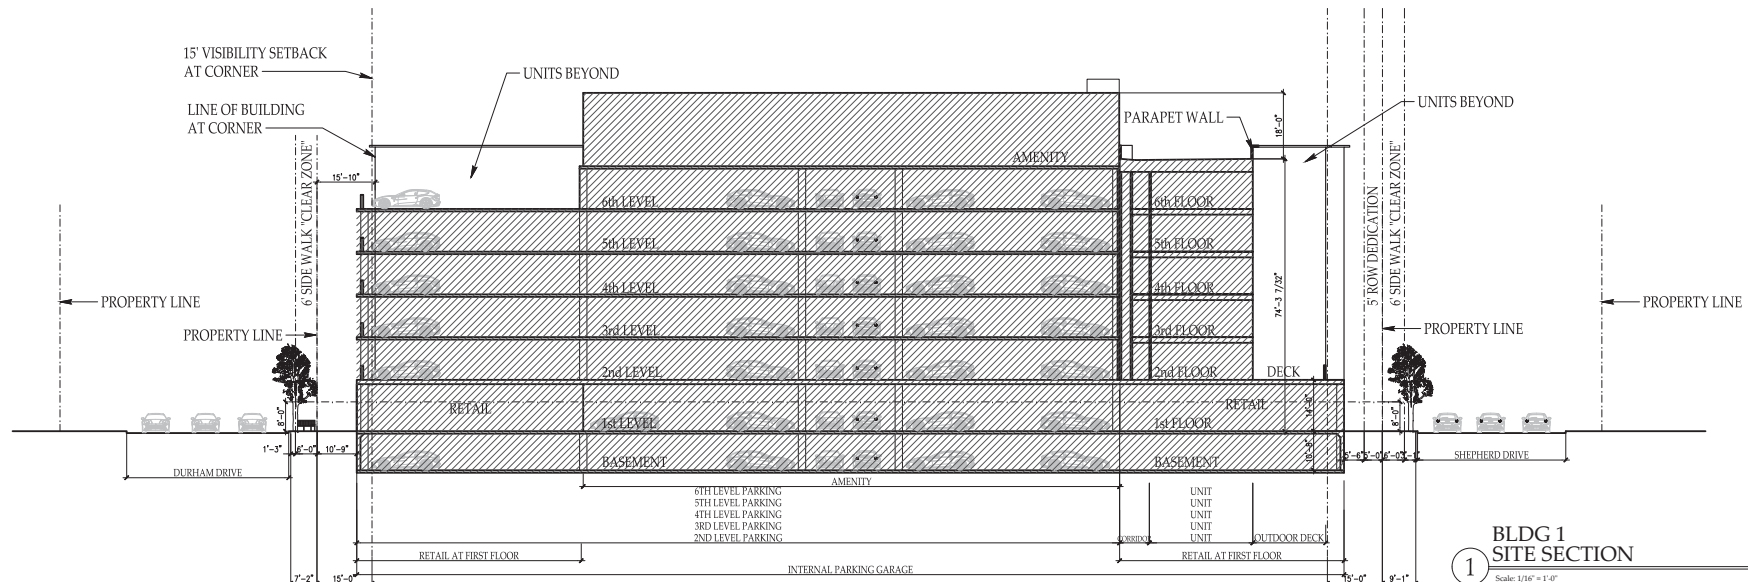 15' VISIBILITY SETBACK
AT CORNER
LINE OF BUILDING
AT CORNER
UNITS BEYOND
UNITS BEYOND
PARAPET WALL
18'-0"
AMENITY
15'-10"
6' SIDE WALK "CLEAR ZONE"
5' ROW DEDICATION
6' SIDE WALK "CLEAR ZONE"
6th LEVEL
6th FLOOR
5th LEVEL
5th FLOOR
4th LEVEL
4th FLOOR
74'-3 7/32"
PROPERTY LINE
PROPERTY LINE
PROPERTY LINE
PROPERTY LINE
3rd LEVEL
3rd FLOOR
2nd LEVEL
2nd FLOOR
DECK
RETAIL
RETAIL
8'-0"
14'-0"
8'-0"
1st LEVEL
1st FLOOR
1'-3"
6'-0"
10'-9"
BASEMENT
BASEMENT
5'-6"
5'-0"
6'-0"
DURHAM DRIVE
SHEPHERD DRIVE
AMENITY
6TH LEVEL PARKING
5TH LEVEL PARKING
4TH LEVEL PARKING
3RD LEVEL PARKING
2ND LEVEL PARKING
UNIT
UNIT
UNIT
UNIT
UNIT
CORRIDOR
OUTDOOR DECK
RETAIL AT FIRST FLOOR
RETAIL AT FIRST FLOOR
INTERNAL PARKING GARAGE
7'-2"
15'-0"
15'-0"
9'-1"
1
BLDG 1
SITE SECTION
Scale: 1/16" = 1'-0"